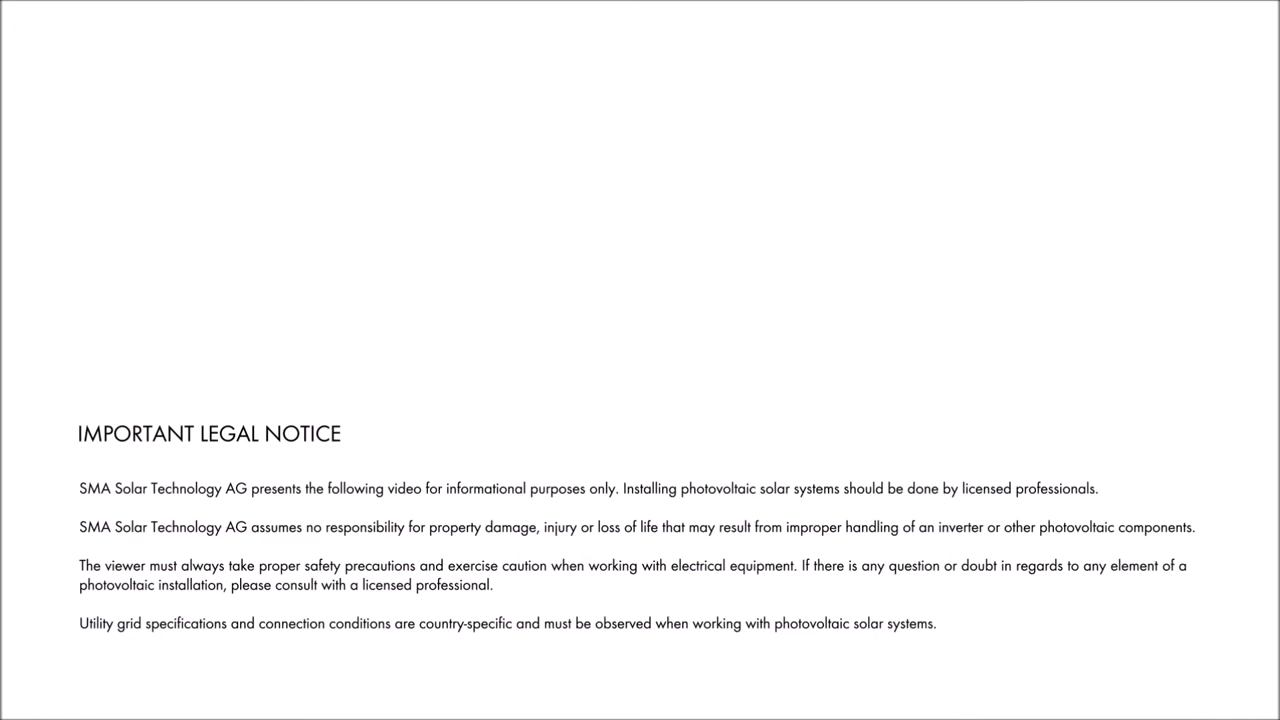 IMPORTANT LEGAL NOTICE
SMA Solar Technology AG presents the following video for informational purposes only. Installing photovoltaic solar systems should be done by licensed professionals.
SMA Solar Technology AG assumes no responsibility for property damage, injury or loss of life that may result from improper handling of an inverter or other photovoltaic components.
The viewer must always take proper safety precautions and exercise caution when working with electrical equipment. If there is any question or doubt in regards to any element of a
photovoltaic installation, please consult with a licensed professional.
Utility grid specifications and connection conditions are country-specific and must be observed when working with photovoltaic solar systems.